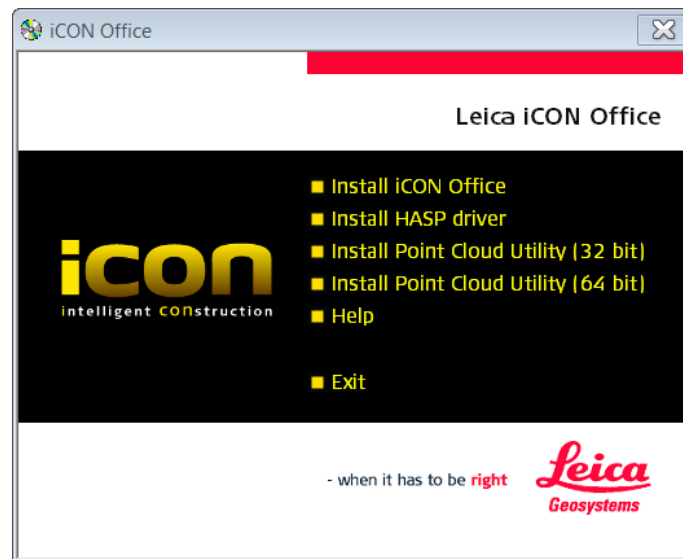 iCON Office
Leica iCON Office
Install iCON Office
Install HASP driver
Install Point Cloud Utility (32 bit)
Install Point Cloud Utility (64 bit)
Help
Exit
icon
intelligent construction
- when it has to be right
Leica
Geosystems